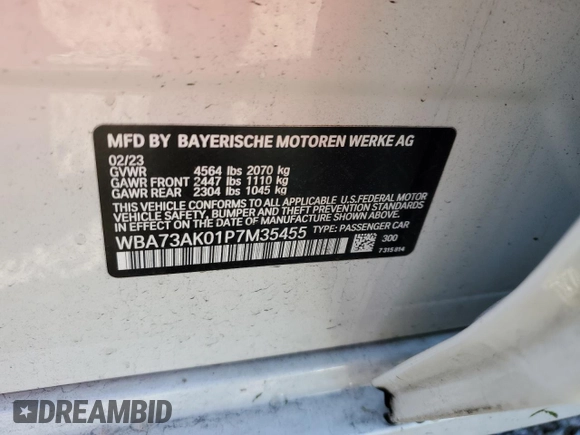 MFD BY BAYERISCHE MOTOREN WERKE AG
02/23
GVWR 4564 lbs 2070 kg
GAWR FRONT 2447 lbs 1110 kg
GAWR REAR 2304 lbs 1045 kg
THIS VEHICLE CONFORMS TO ALL APPLICABLE U.S.FEDERAL MOTOR
VEHICLE SAFETY, BUMPER, AND THEFT PREVENTION STANDARDS
IN EFFECT ON THE DATE OF MANUFACTURE SHOWN ABOVE.
WBA73AK01P7M35455 TYPE: PASSENGER CAR
300
7315014
DREAMBID